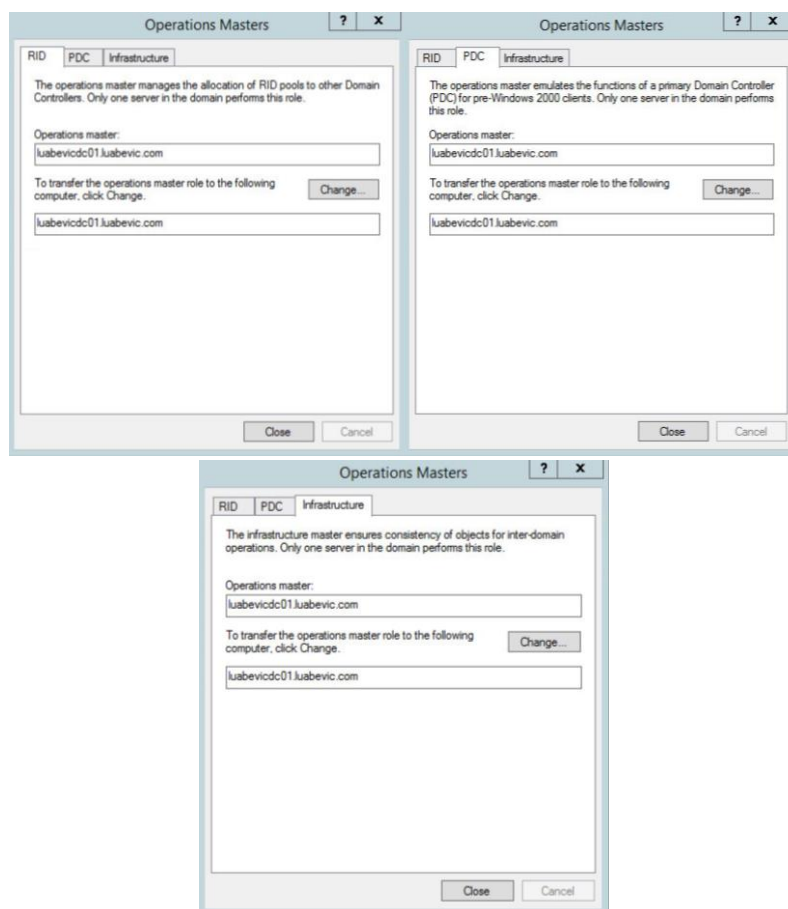 Operations Masters
? x
RID PDC Infrastructure
The operations master manages the allocation of RID pools to other Domain
Controllers. Only one server in the domain performs this role.
Operations master:
luabevicdc01.luabevic.com
To transfer the operations master role to the following
computer, click Change.
Change...
luabevicdc01.luabevic.com
Close Cancel
Operations Masters
? x
RID PDC Infrastructure
The operations master emulates the functions of a primary Domain Controller
(PDC) for pre-Windows 2000 clients. Only one server in the domain performs
this role.
Operations master:
luabevicdc01.luabevic.com
To transfer the operations master role to the following
computer, click Change.
Change...
luabevicdc01.luabevic.com
Close Cancel
Operations Masters
? x
RID PDC Infrastructure
The infrastructure master ensures consistency of objects for inter-domain
operations. Only one server in the domain performs this role.
Operations master:
luabevicdc01.luabevic.com
To transfer the operations master role to the following
computer, click Change.
Change...
luabevicdc01.luabevic.com
Close Cancel